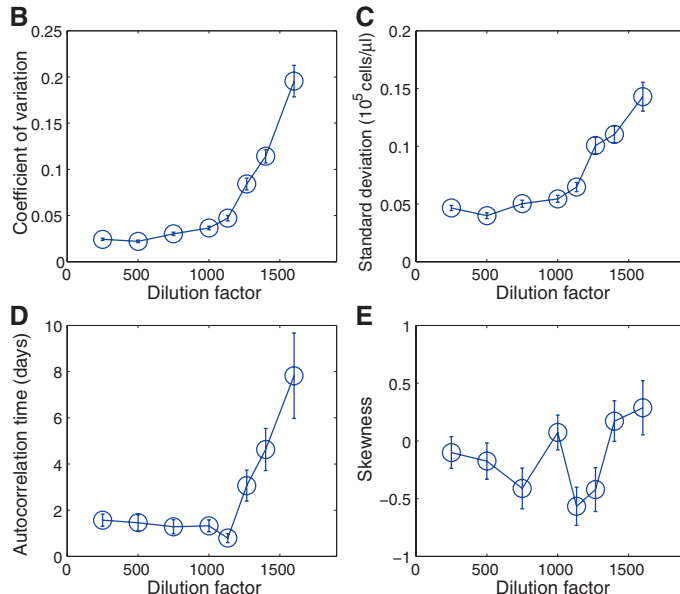 B
0.25
0.2
0.15
0.1
0.05
0
Coefficient of variation
0 500 1000 1500
Dilution factor
C
0.2
0.15
0.1
0.05
0
Standard deviation (10⁵ cells/µl)
0 500 1000 1500
Dilution factor
D
10
8
6
4
2
0
Autocorrelation time (days)
0 500 1000 1500
Dilution factor
E
1
0.5
0
−0.5
−1
Skewness
0 500 1000 1500
Dilution factor